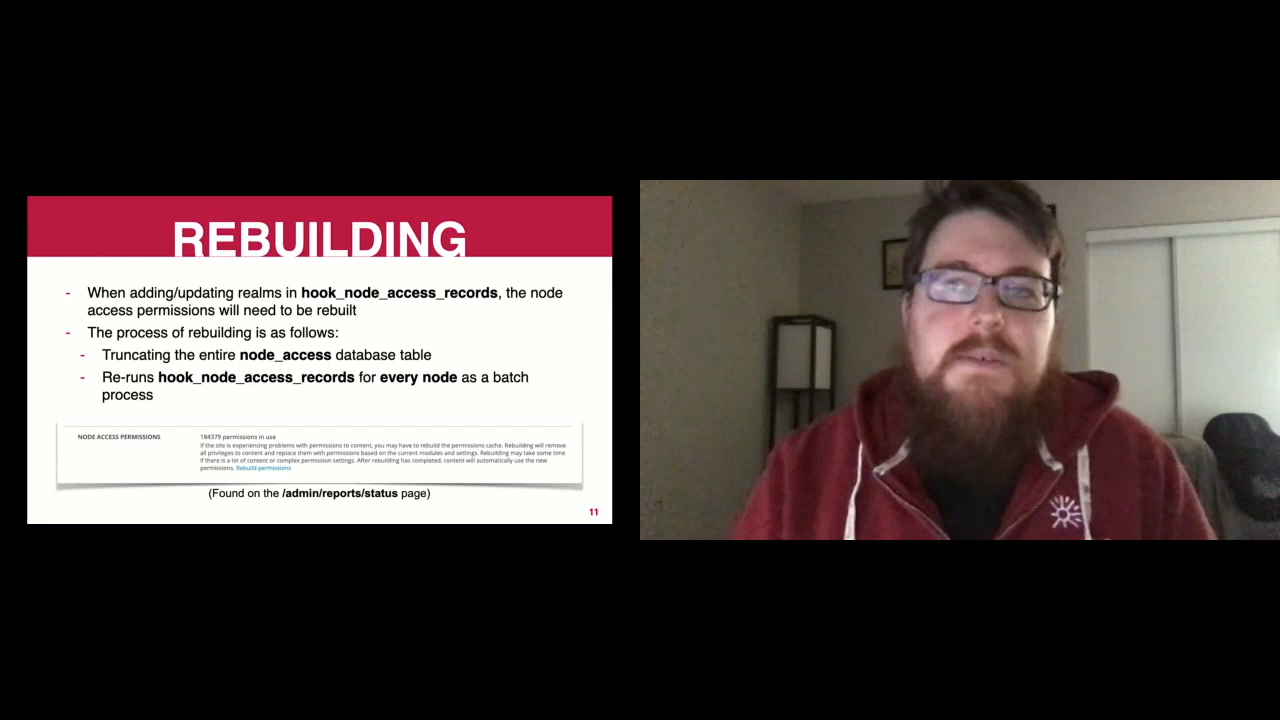 REBUILDING
- When adding/updating realms in hook_node_access_records, the node
access permissions will need to be rebuilt
- The process of rebuilding is as follows:
- Truncating the entire node_access database table
- Re-runs hook_node_access_records for every node as a batch
process
NODE ACCESS PERMISSIONS
184379 permissions in use
If the site is experiencing problems with permissions to content, you may have to rebuild the permissions cache. Rebuilding will remove
all privileges to content and replace them with permissions based on the current modules and settings. Rebuilding may take some time
if there is a lot of content or complex permission settings. After rebuilding has completed, content will automatically use the new
permissions. Rebuild permissions
(Found on the /admin/reports/status page)
11